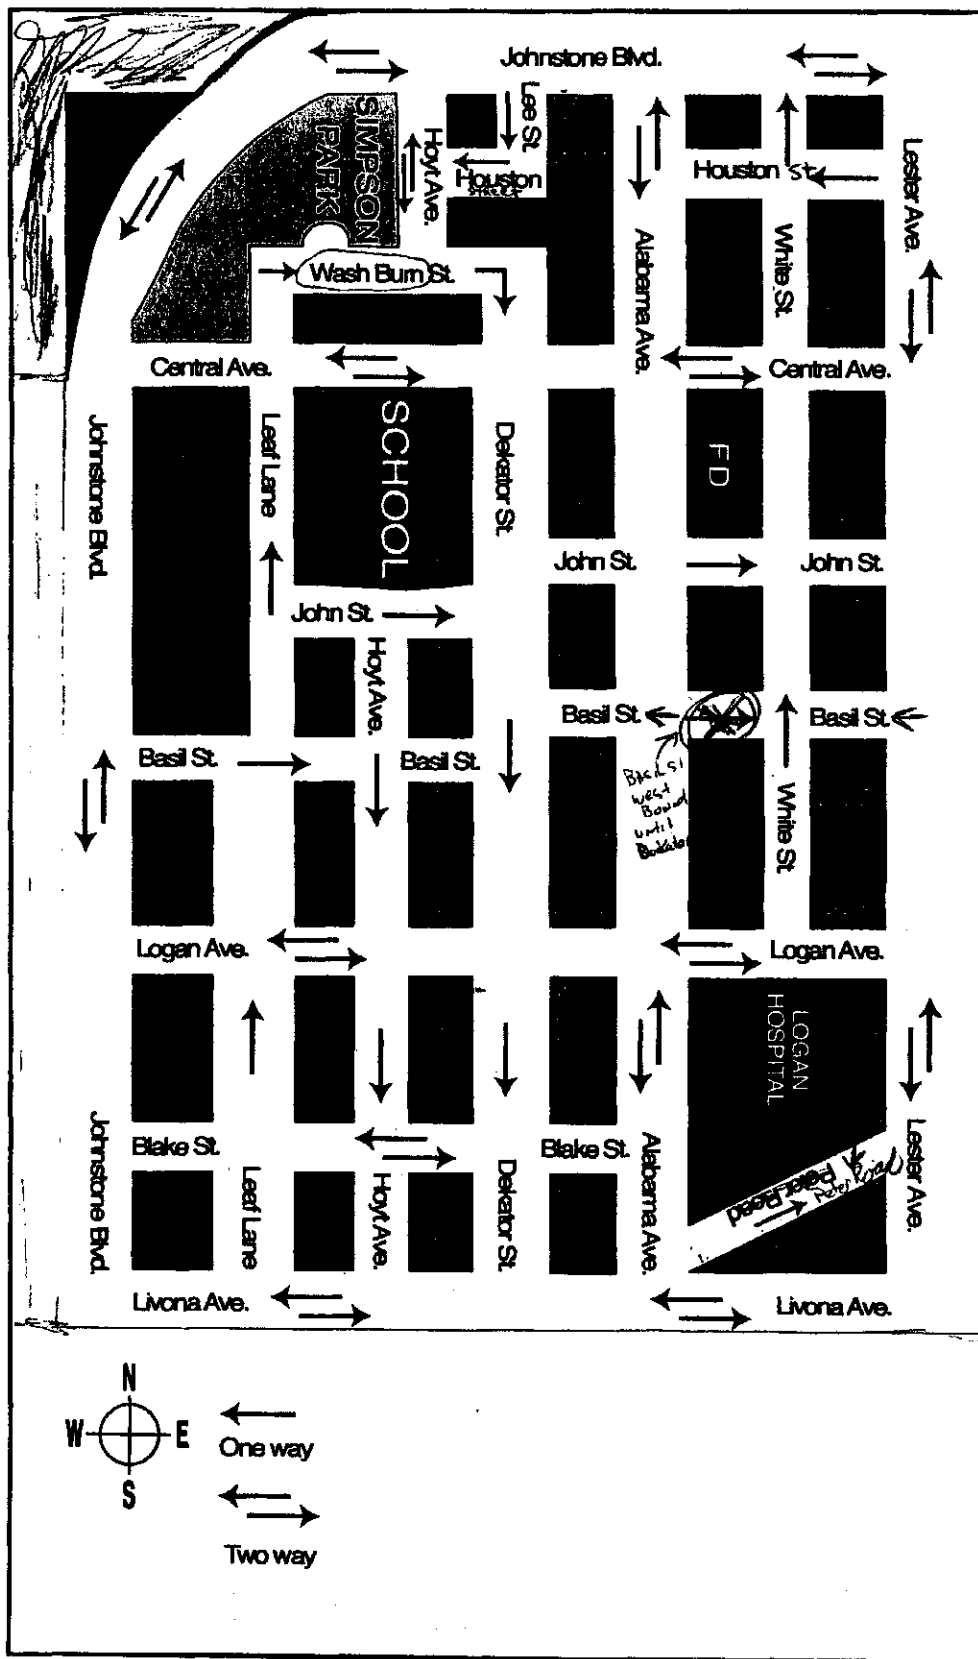 Johnstone Blvd.
SIMPSON
PARK
Hoyt Ave.
Lee St.
Houston
STREET
Houston St.
Lester Ave.
Alabama Ave.
White St.
Wash Burn St.
Central Ave.
Central Ave.
Johnstone Blvd.
Leaf Lane
SCHOOL
Dekator St.
FD
John St.
John St.
John St.
Hoyt Ave.
Basil St.
Basil St.
Basil St.
Basil St.
Basil St
west
Bound
until
White St.
Logan Ave.
Logan Ave.
LOGAN
HOSPITAL
Johnstone Blvd.
Blake St.
Leaf Lane
Hoyt Ave.
Dekator St.
Blake St.
Alabama Ave.
Peter Road
Peter Road
Lester Ave.
Livona Ave.
Livona Ave.
N
W E
S
One way
Two way